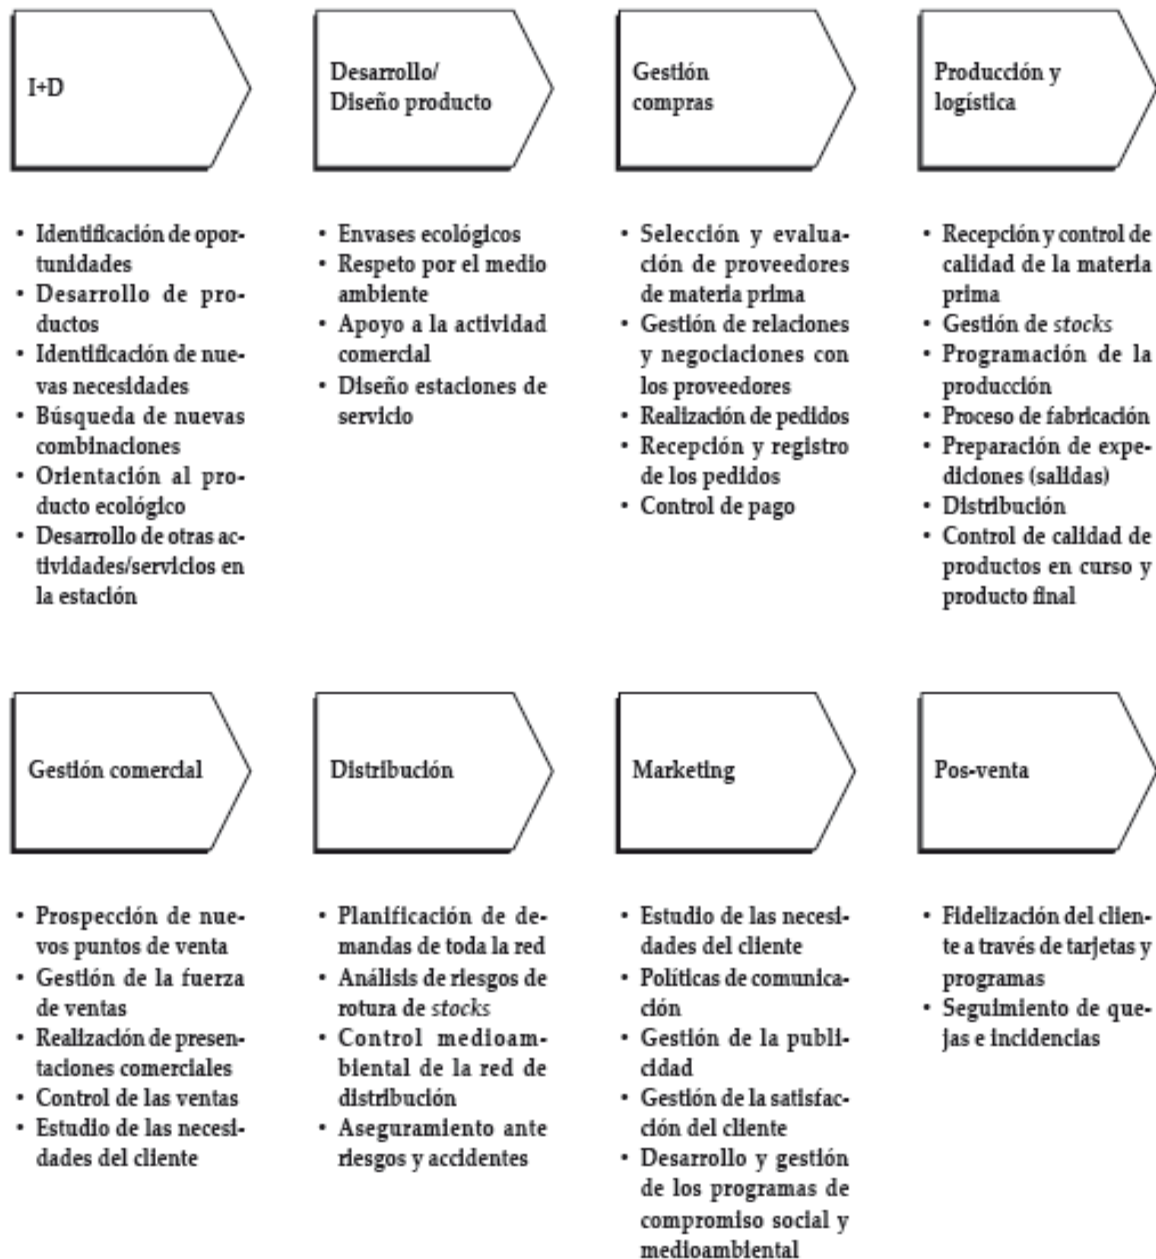 I+D
Desarrollo/
Diseño producto
Gestión
compras
Producción y
logística
• Identificación de opor-
tunidades
• Desarrollo de pro-
ductos
• Identificación de nue-
vas necesidades
• Búsqueda de nuevas
combinaciones
• Orientación al pro-
ducto ecológico
• Desarrollo de otras ac-
tividades/servicios en
la estación
• Envases ecológicos
• Respeto por el medio
ambiente
• Apoyo a la actividad
comercial
• Diseño estaciones de
servicio
• Selección y evalua-
ción de proveedores
de materia prima
• Gestión de relaciones
y negociaciones con
los proveedores
• Realización de pedidos
• Recepción y registro
de los pedidos
• Control de pago
• Recepción y control de
calidad de la materia
prima
• Gestión de stocks
• Programación de la
producción
• Proceso de fabricación
• Preparación de expe-
diciones (salidas)
• Distribución
• Control de calidad de
productos en curso y
producto final
Gestión comercial
Distribución
Marketing
Pos-venta
• Prospección de nue-
vos puntos de venta
• Gestión de la fuerza
de ventas
• Realización de presen-
taciones comerciales
• Control de las ventas
• Estudio de las necesi-
dades del cliente
• Planificación de de-
mandas de toda la red
• Análisis de riesgos de
rotura de stocks
• Control medioam-
biental de la red de
distribución
• Aseguramiento ante
riesgos y accidentes
• Estudio de las necesi-
dades del cliente
• Políticas de comunica-
ción
• Gestión de la publi-
cidad
• Gestión de la satisfac-
ción del cliente
• Desarrollo y gestión
de los programas de
compromiso social y
medioambiental
• Fidelización del clien-
te a través de tarjetas y
programas
• Seguimiento de que-
jas e incidencias